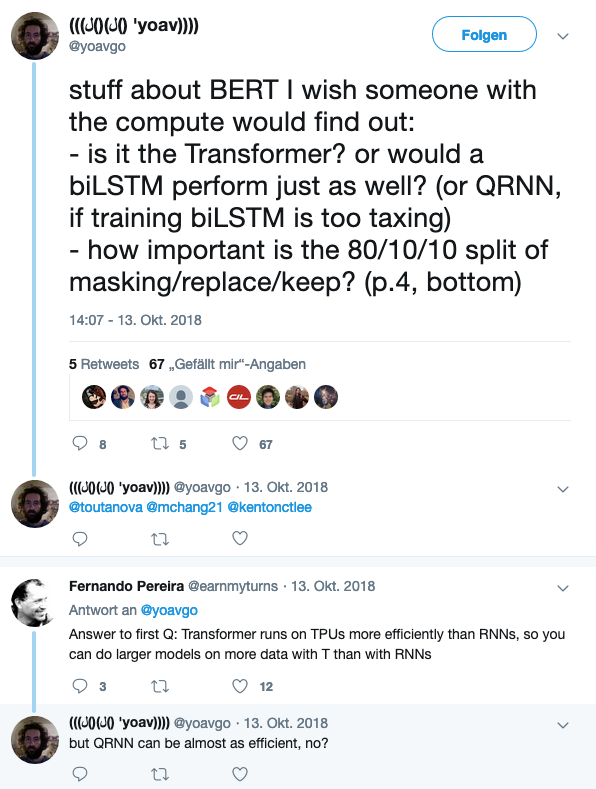 (((ل()(ل() 'yoav))))
@yoavgo
Folgen
stuff about BERT I wish someone with
the compute would find out:
- is it the Transformer? or would a
biLSTM perform just as well? (or QRNN,
if training biLSTM is too taxing)
- how important is the 80/10/10 split of
masking/replace/keep? (p.4, bottom)
14:07 - 13. Okt. 2018
5 Retweets 67 „Gefällt mir“-Angaben
CIL
8 5 67
(((ل()(ل() 'yoav)))) @yoavgo · 13. Okt. 2018
@toutanova @mchang21 @kentonctlee
Fernando Pereira @earnmyturns · 13. Okt. 2018
Antwort an @yoavgo
Answer to first Q: Transformer runs on TPUs more efficiently than RNNs, so you
can do larger models on more data with T than with RNNs
3 12
(((ل()(ل() 'yoav)))) @yoavgo · 13. Okt. 2018
but QRNN can be almost as efficient, no?